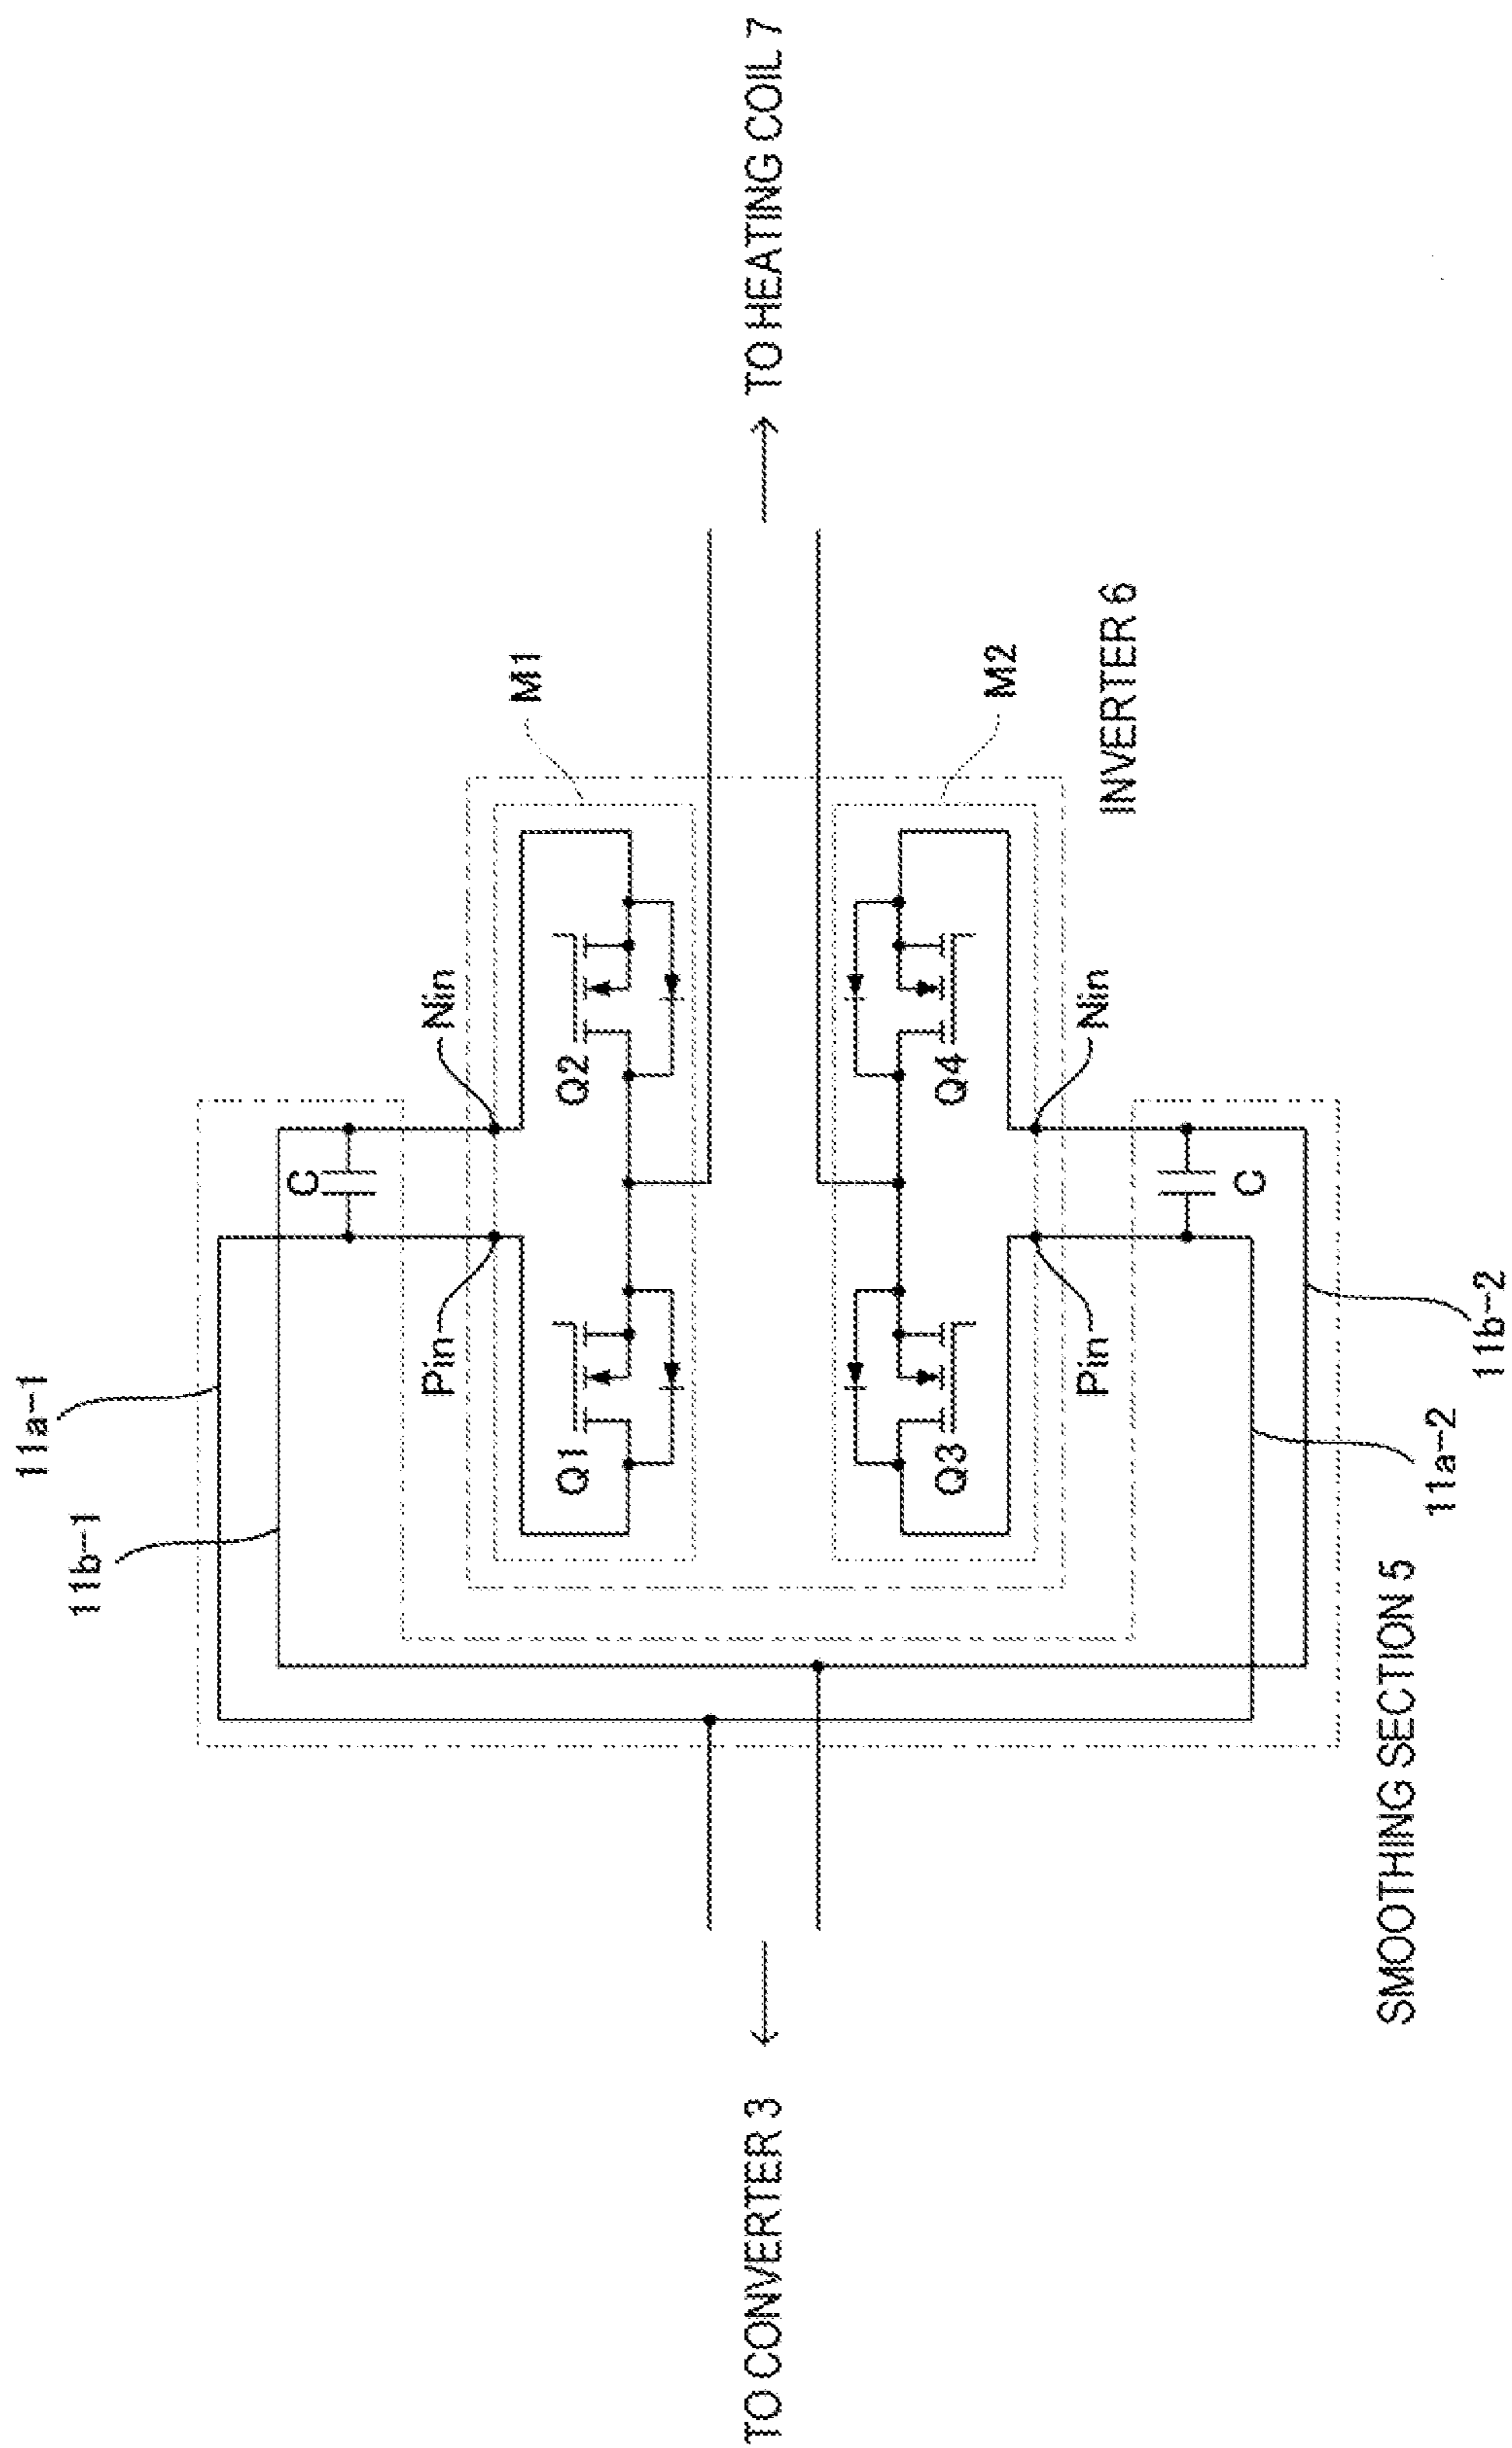 11a-1
11b-1
C
Pin
Nin
M1
Q1
Q2
TO CONVERTER 3
TO HEATING COIL 7
Q3
Q4
M2
Pin
Nin
INVERTER 6
C
SMOOTHING SECTION 5
11a-2
11b-2